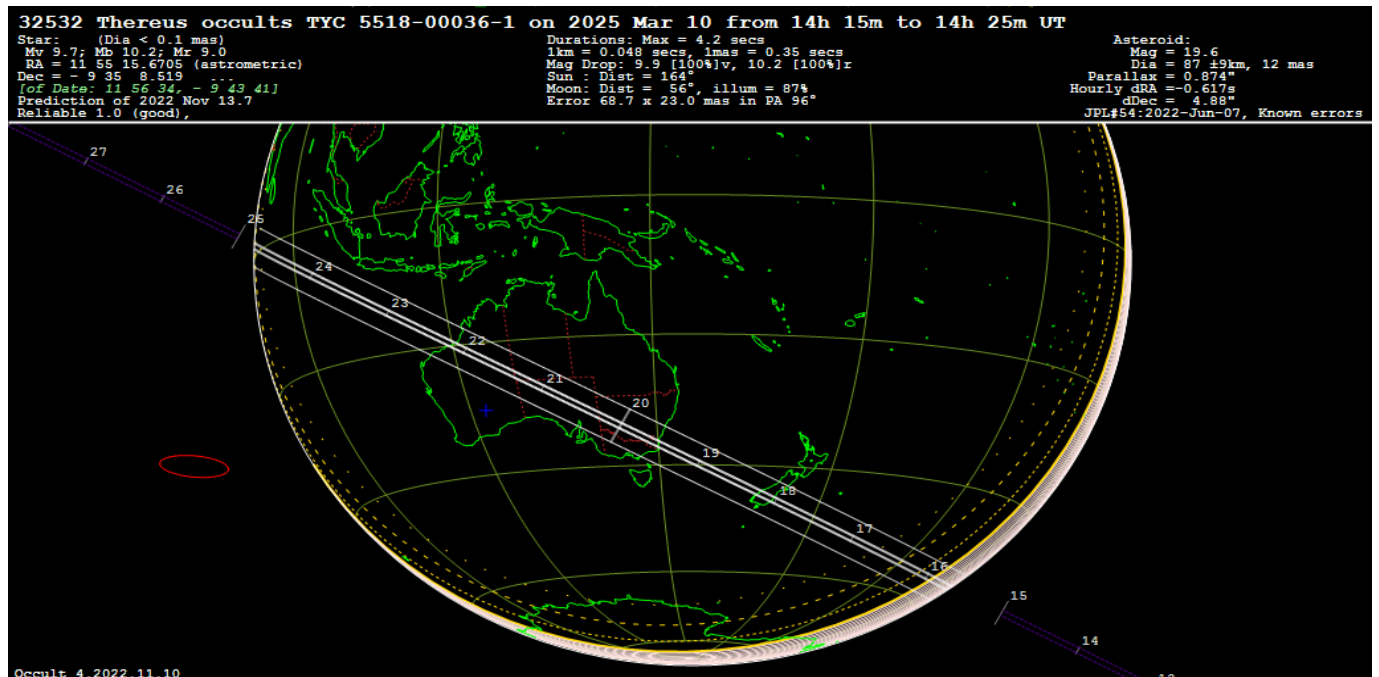 32532 Thereus occults TYC 5518-00036-1 on 2025 Mar 10 from 14h 15m to 14h 25m UT
Star: (Dia < 0.1 mas)
Mv 9.7; Mb 10.2; Mr 9.0
RA = 11 55 15.6705 (astrometric)
Dec = - 9 35 8.519 ...
[of Date: 11 56 34, - 9 43 41]
Prediction of 2022 Nov 13.7
Reliable 1.0 (good),
Durations: Max = 4.2 secs
1km = 0.048 secs, 1mas = 0.35 secs
Mag Drop: 9.9 [100%]v, 10.2 [100%]r
Sun : Dist = 164°
Moon: Dist = 56°, illum = 87%
Error 68.7 x 23.0 mas in PA 96°
Asteroid:
Mag = 19.6
Dia = 87 ±9km, 12 mas
Parallax = 0.874"
Hourly dRA =-0.617s
dDec = 4.88"
JPL#54:2022-Jun-07, Known errors
27
26
25
24
23
22
21
20
19
18
17
16
15
14
Occult 4.2022.11.10